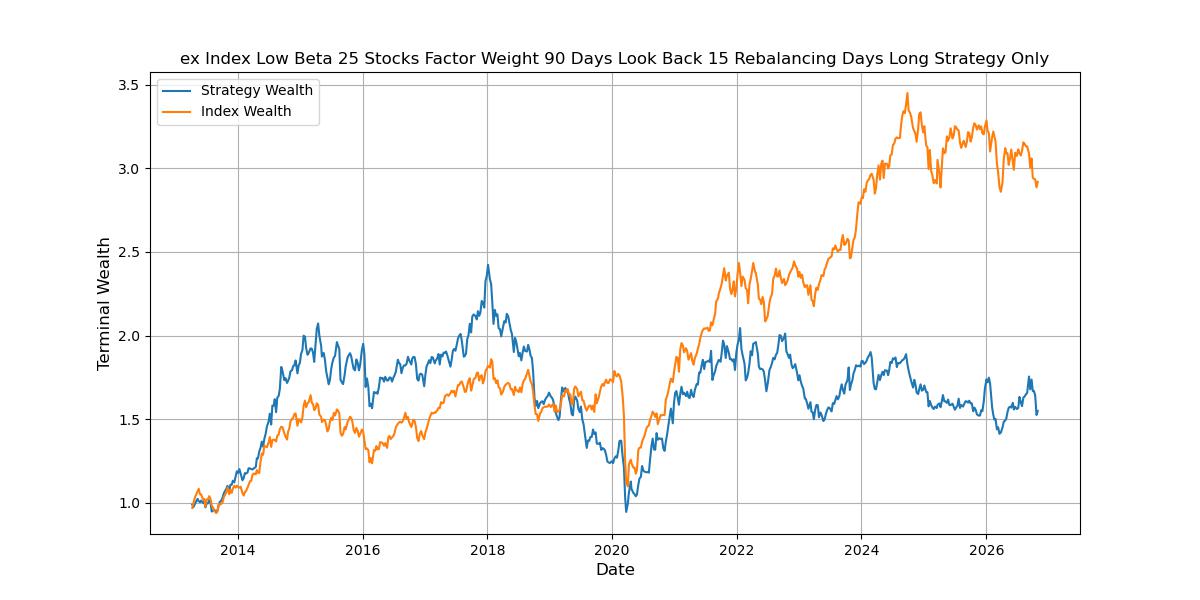 ex Index Low Beta 25 Stocks Factor Weight 90 Days Look Back 15 Rebalancing Days Long Strategy Only
Strategy Wealth
Index Wealth
Terminal Wealth
3.5
3.0
2.5
2.0
1.5
1.0
2014 2016 2018 2020 2022 2024 2026
Date